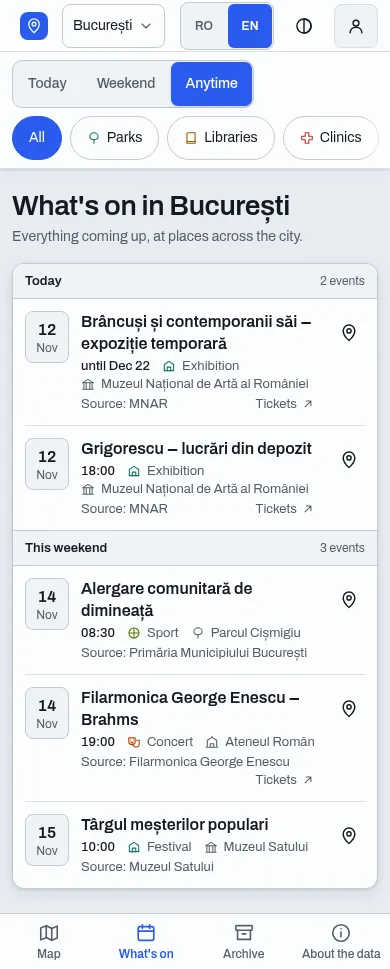 București
RO
EN
Today
Weekend
Anytime
All
Parks
Libraries
Clinics
What's on in București
Everything coming up, at places across the city.
Today
2 events
12
Nov
Brâncuși și contemporanii săi –
expoziție temporară
until Dec 22
Exhibition
Muzeul Național de Artă al României
Source: MNAR
Tickets ↗
12
Nov
Grigorescu – lucrări din depozit
18:00
Exhibition
Muzeul Național de Artă al României
Source: MNAR
Tickets ↗
This weekend
3 events
14
Nov
Alergare comunitară de
dimineață
08:30
Sport
Parcul Cișmigiu
Source: Primăria Municipiului București
14
Nov
Filarmonica George Enescu –
Brahms
19:00
Concert
Ateneul Român
Source: Filarmonica George Enescu
Tickets ↗
15
Nov
Târgul meșterilor populari
10:00
Festival
Muzeul Satului
Source: Muzeul Satului
Map
What's on
Archive
About the data